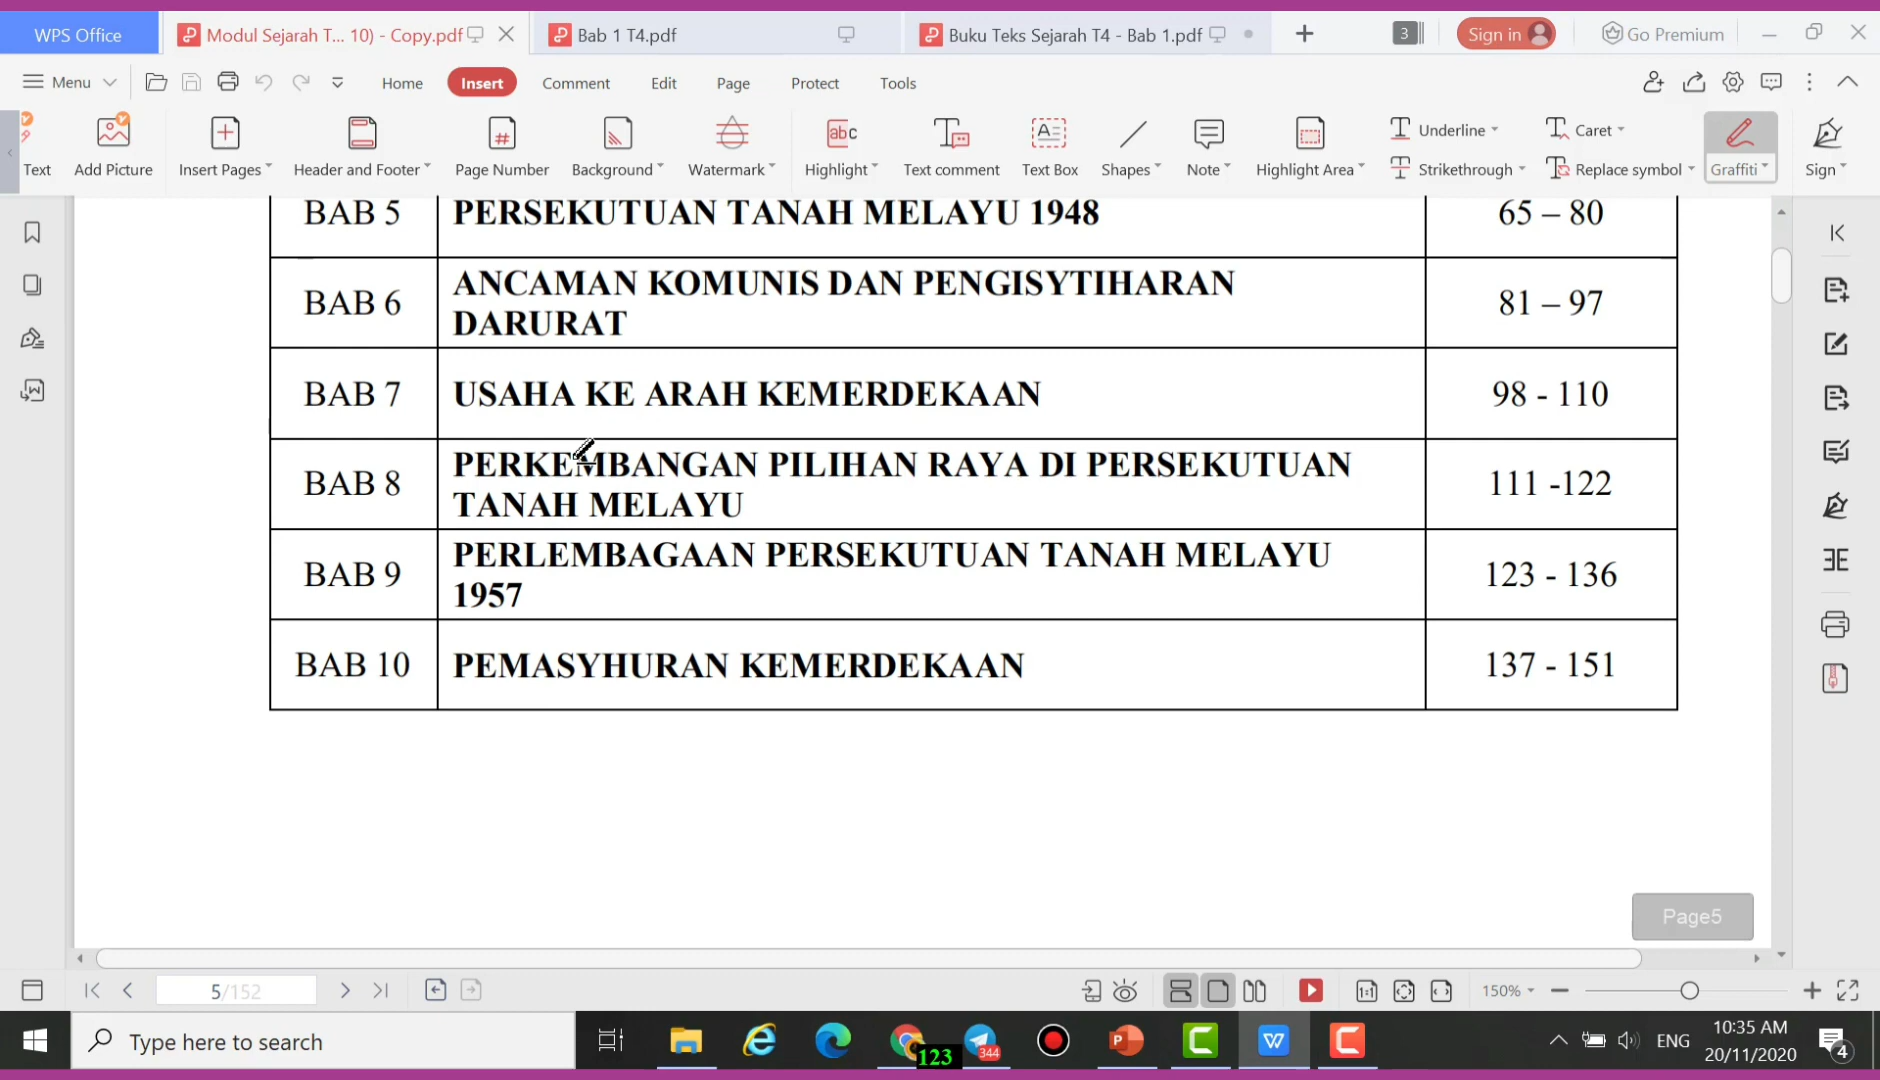 WPS Office
Modul Sejarah T... 10) - Copy.pdf
Bab 1 T4.pdf
Buku Teks Sejarah T4 - Bab 1.pdf
3
Sign in
Go Premium
Menu
Home
Insert
Comment
Edit
Page
Protect
Tools
Text
Add Picture
Insert Pages
Header and Footer
Page Number
Background
Watermark
Highlight
Text comment
Text Box
Shapes
Note
Highlight Area
Underline
Strikethrough
Caret
Replace symbol
Graffiti
Sign
BAB 5
PERSEKUTUAN TANAH MELAYU 1948
65 – 80
BAB 6
ANCAMAN KOMUNIS DAN PENGISYTIHARAN
DARURAT
81 – 97
BAB 7
USAHA KE ARAH KEMERDEKAAN
98 - 110
BAB 8
PERKEMBANGAN PILIHAN RAYA DI PERSEKUTUAN
TANAH MELAYU
111 -122
BAB 9
PERLEMBAGAAN PERSEKUTUAN TANAH MELAYU
1957
123 - 136
BAB 10
PEMASYHURAN KEMERDEKAAN
137 - 151
Page5
5/152
150%
Type here to search
123
344
ENG
10:35 AM
20/11/2020
4